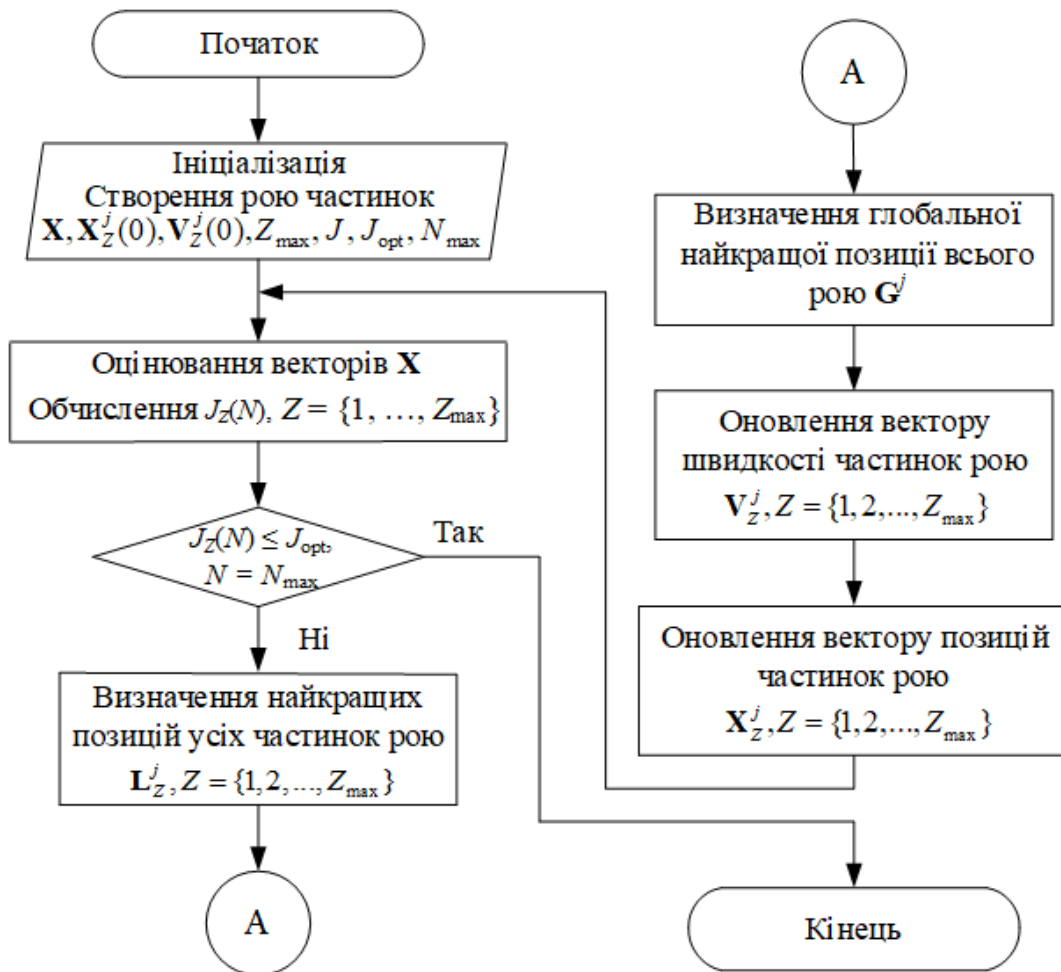 Початок
Ініціалізація
Створення рою частинок
X, X_Z^j(0), V_Z^j(0), Z_max, J, J_opt, N_max
Оцінювання векторів X
Обчислення J_Z(N), Z = {1, …, Z_max}
J_Z(N) ≤ J_opt,
N = N_max
Так
Ні
Визначення найкращих
позицій усіх частинок рою
L_Z^j, Z = {1, 2, ..., Z_max}
A
A
Визначення глобальної
найкращої позиції всього
рою G^j
Оновлення вектору
швидкості частинок рою
V_Z^j, Z = {1, 2, ..., Z_max}
Оновлення вектору позицій
частинок рою
X_Z^j, Z = {1, 2, ..., Z_max}
Кінець